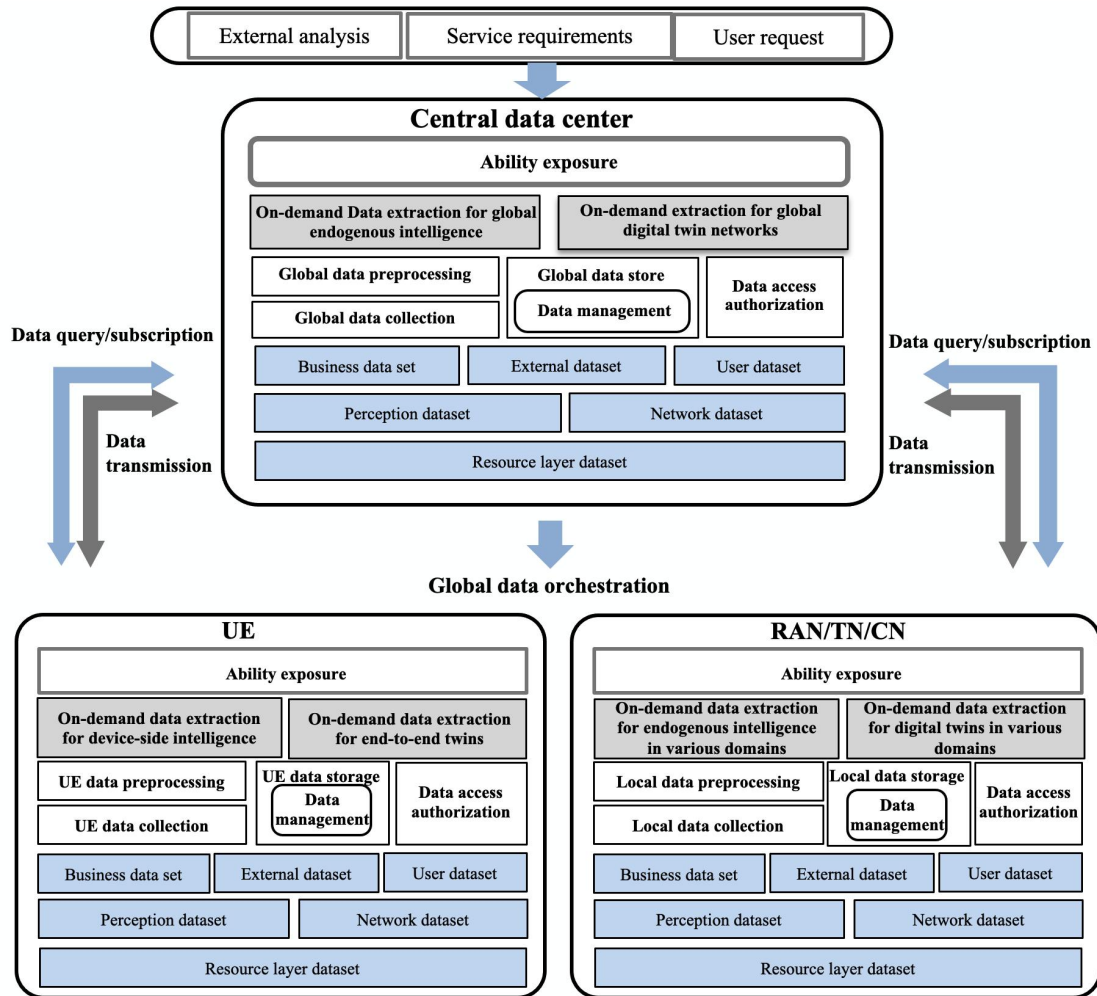 External analysis
Service requirements
User request
Central data center
Ability exposure
On-demand Data extraction for global
endogenous intelligence
On-demand extraction for global
digital twin networks
Global data preprocessing
Global data collection
Global data store
Data management
Data access
authorization
Business data set
External dataset
User dataset
Perception dataset
Network dataset
Resource layer dataset
Data query/subscription
Data
transmission
Data query/subscription
Data
transmission
Global data orchestration
UE
Ability exposure
On-demand data extraction
for device-side intelligence
On-demand data extraction
for end-to-end twins
UE data preprocessing
UE data collection
UE data storage
Data
management
Data access
authorization
Business data set
External dataset
User dataset
Perception dataset
Network dataset
Resource layer dataset
RAN/TN/CN
Ability exposure
On-demand data extraction
for endogenous intelligence
in various domains
On-demand data extraction
for digital twins in various
domains
Local data preprocessing
Local data collection
Local data storage
Data
management
Data access
authorization
Business data set
External dataset
User dataset
Perception dataset
Network dataset
Resource layer dataset